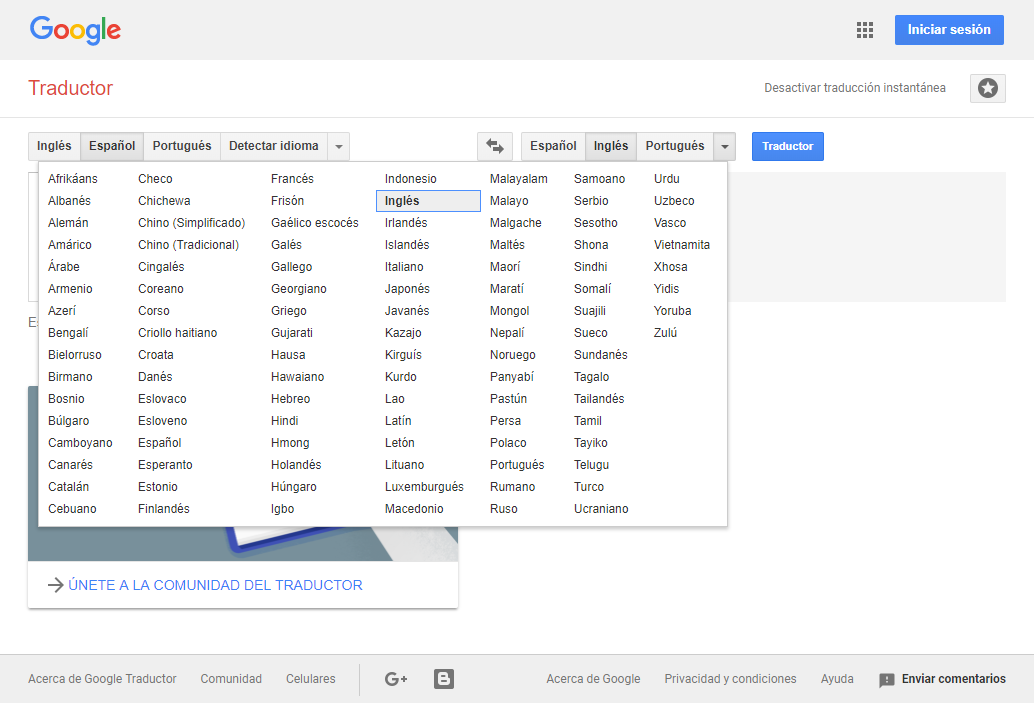 Google
Iniciar sesión
Traductor
Desactivar traducción instantánea
Inglés Español Portugués Detectar idioma
Español Inglés Portugués
Traductor
Afrikáans Checo Francés Indonesio Malayalam Samoano Urdu
Albanés Chichewa Frisón Inglés Malayo Serbio Uzbeco
Alemán Chino (Simplificado) Gaélico escocés Irlandés Malgache Sesotho Vasco
Amárico Chino (Tradicional) Galés Islandés Maltés Shona Vietnamita
Árabe Cingalés Gallego Italiano Maorí Sindhi Xhosa
Armenio Coreano Georgiano Japonés Maratí Somalí Yidis
Azerí Corso Griego Javanés Mongol Suajili Yoruba
Bengalí Criollo haitiano Gujarati Kazajo Nepalí Sueco Zulú
Bielorruso Croata Hausa Kirguís Noruego Sundanés
Birmano Danés Hawaiano Kurdo Panyabí Tagalo
Bosnio Eslovaco Hebreo Lao Pastún Tailandés
Búlgaro Esloveno Hindi Latín Persa Tamil
Camboyano Español Hmong Letón Polaco Tayiko
Canarés Esperanto Holandés Lituano Portugués Telugu
Catalán Estonio Húngaro Luxemburgués Rumano Turco
Cebuano Finlandés Igbo Macedonio Ruso Ucraniano
ÚNETE A LA COMUNIDAD DEL TRADUCTOR
Acerca de Google Traductor Comunidad Celulares G+ B Acerca de Google Privacidad y condiciones Ayuda Enviar comentarios